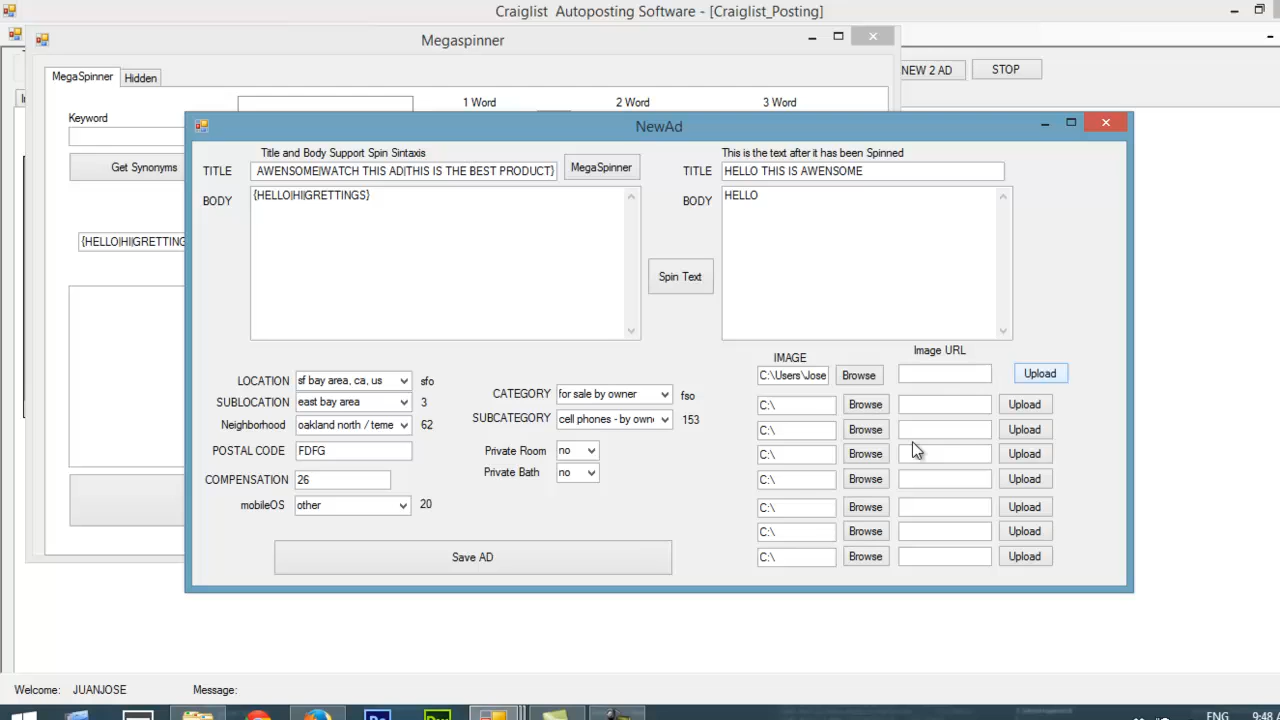 Craiglist Autoposting Software - [Craiglist_Posting]
Megaspinner
MegaSpinner Hidden
NEW 2 AD STOP
1 Word 2 Word 3 Word
Keyword
Get Synonyms
{HELLO|HI|GRETTING
NewAd
Title and Body Support Spin Sintaxis
This is the text after it has been Spinned
TITLE AWENSOME|WATCH THIS AD|THIS IS THE BEST PRODUCT} MegaSpinner TITLE HELLO THIS IS AWENSOME
BODY {HELLO|HI|GRETTINGS} BODY HELLO
Spin Text
IMAGE Image URL
C:\Users\Jose Browse Upload
LOCATION sf bay area, ca, us sfo
CATEGORY for sale by owner fso
SUBLOCATION east bay area 3
C:\ Browse Upload
Neighborhood oakland north / teme 62
SUBCATEGORY cell phones - by own 153
C:\ Browse Upload
POSTAL CODE FDFG
Private Room no
C:\ Browse Upload
COMPENSATION 26
Private Bath no
C:\ Browse Upload
mobileOS other 20
C:\ Browse Upload
C:\ Browse Upload
Save AD
C:\ Browse Upload
Welcome: JUANJOSE Message:
ENG 9:48